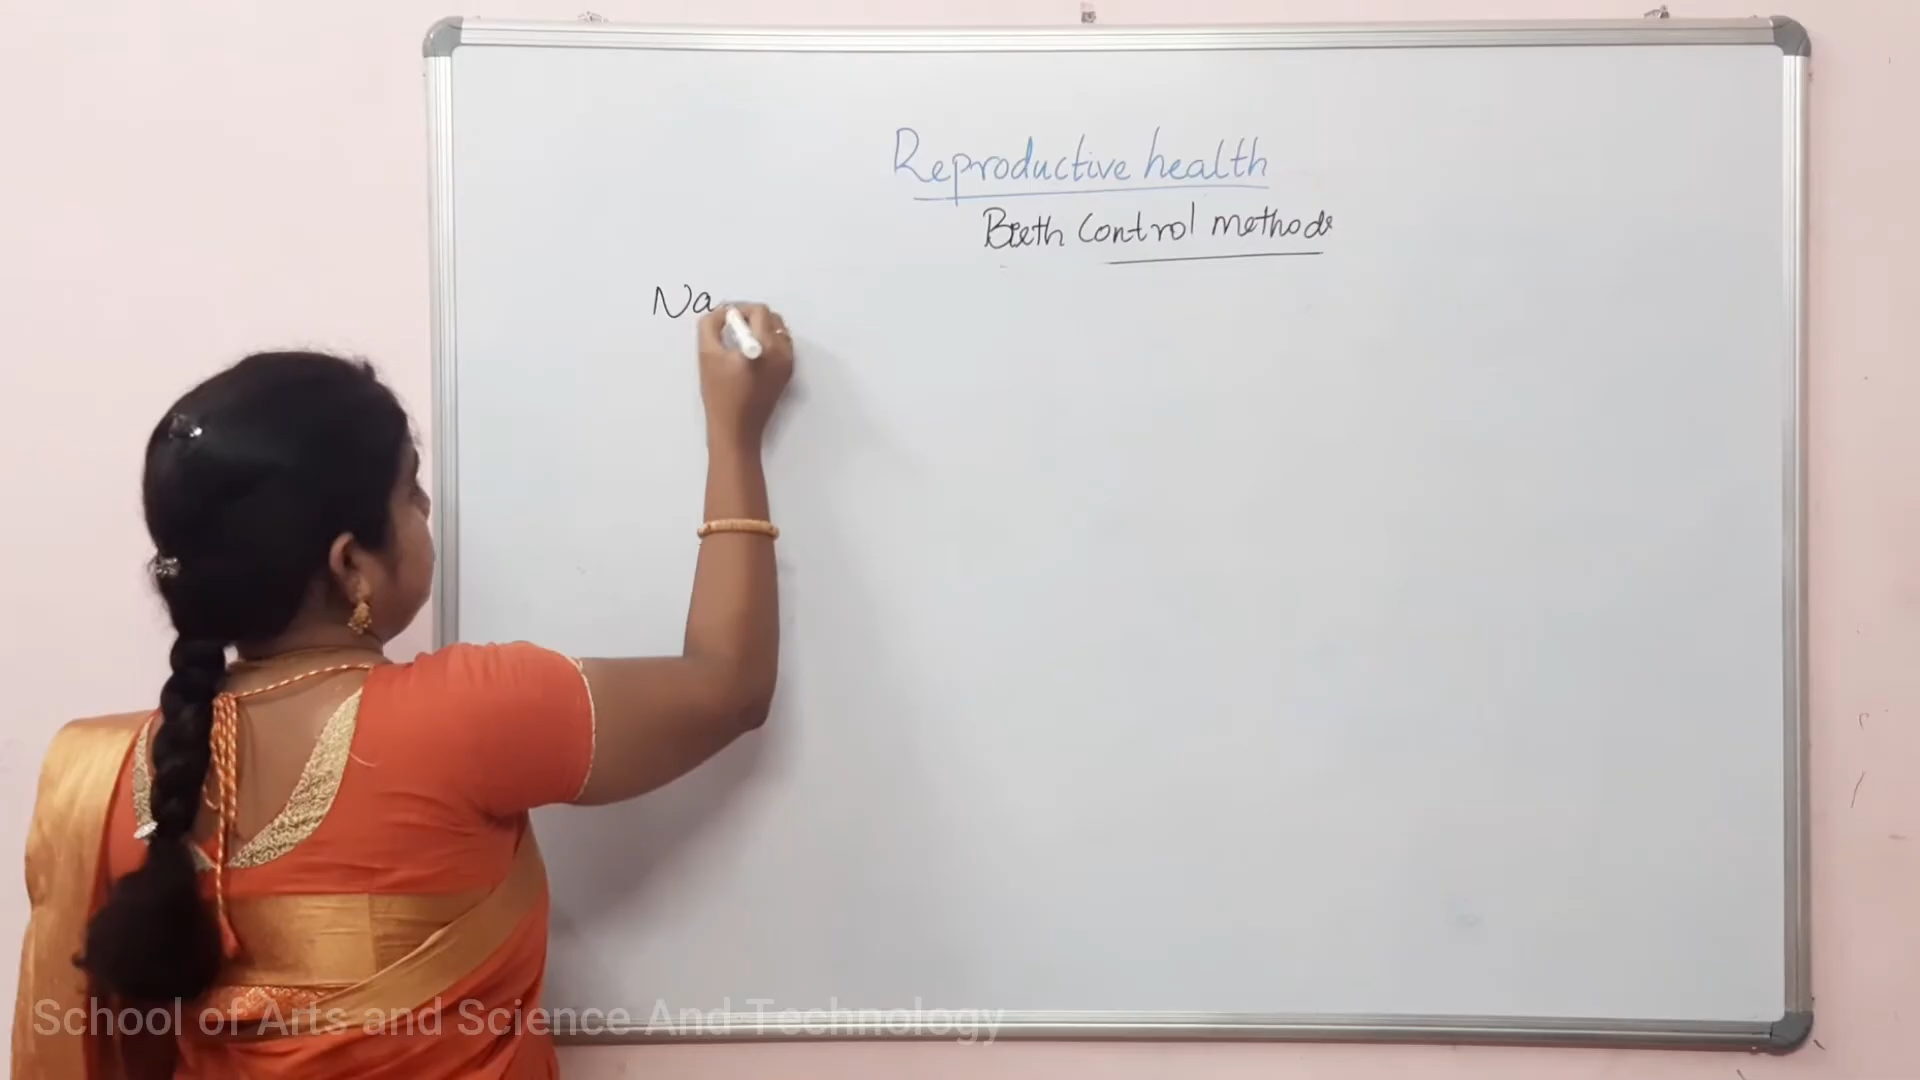 Reproductive health
Birth Control methods
Na
School of Arts and Science And Technology